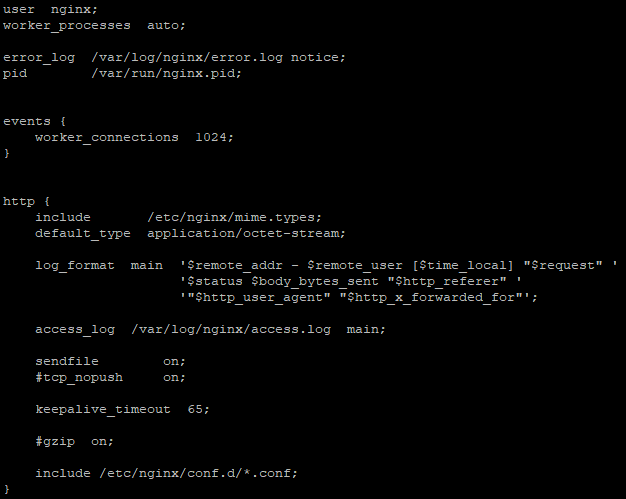 user  nginx;
worker_processes  auto;

error_log  /var/log/nginx/error.log notice;
pid        /var/run/nginx.pid;


events {
    worker_connections  1024;
}


http {
    include       /etc/nginx/mime.types;
    default_type  application/octet-stream;

    log_format  main  '$remote_addr - $remote_user [$time_local] "$request" '
                      '$status $body_bytes_sent "$http_referer" '
                      '"$http_user_agent" "$http_x_forwarded_for"';

    access_log  /var/log/nginx/access.log  main;

    sendfile        on;
    #tcp_nopush     on;

    keepalive_timeout  65;

    #gzip  on;

    include /etc/nginx/conf.d/*.conf;
}